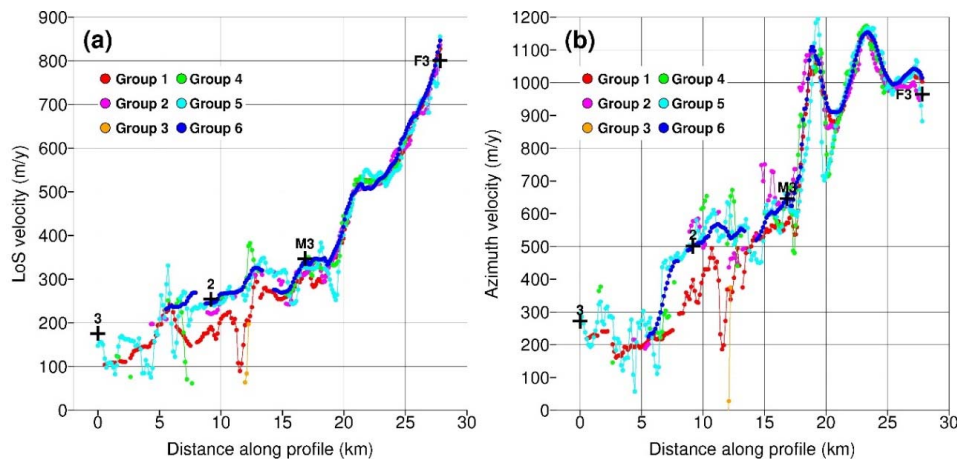 (a)
900
800
700
600
500
400
300
200
100
0
LoS velocity (m/y)
Group 1 Group 4
Group 2 Group 5
Group 3 Group 6
F3
M3
2
3
0 5 10 15 20 25 30
Distance along profile (km)
(b)
1200
1100
1000
900
800
700
600
500
400
300
200
100
0
Azimuth velocity (m/y)
Group 1 Group 4
Group 2 Group 5
Group 3 Group 6
F3
M3
2
3
0 5 10 15 20 25 30
Distance along profile (km)